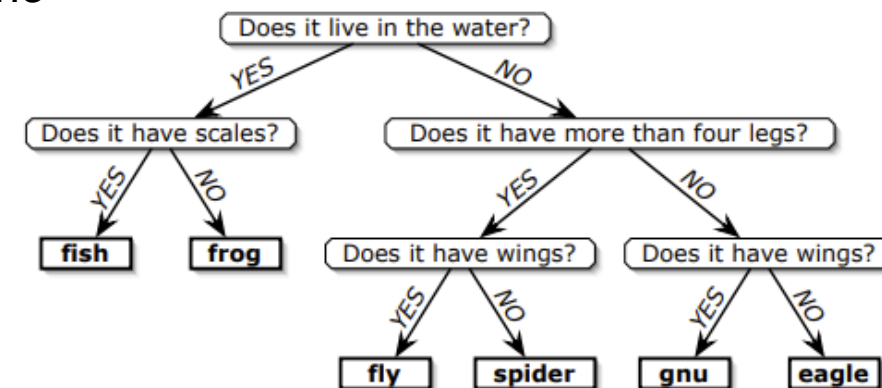 Does it live in the water?
YES
NO
Does it have scales?
Does it have more than four legs?
YES
NO
YES
NO
fish
frog
Does it have wings?
Does it have wings?
YES
NO
YES
NO
fly
spider
gnu
eagle